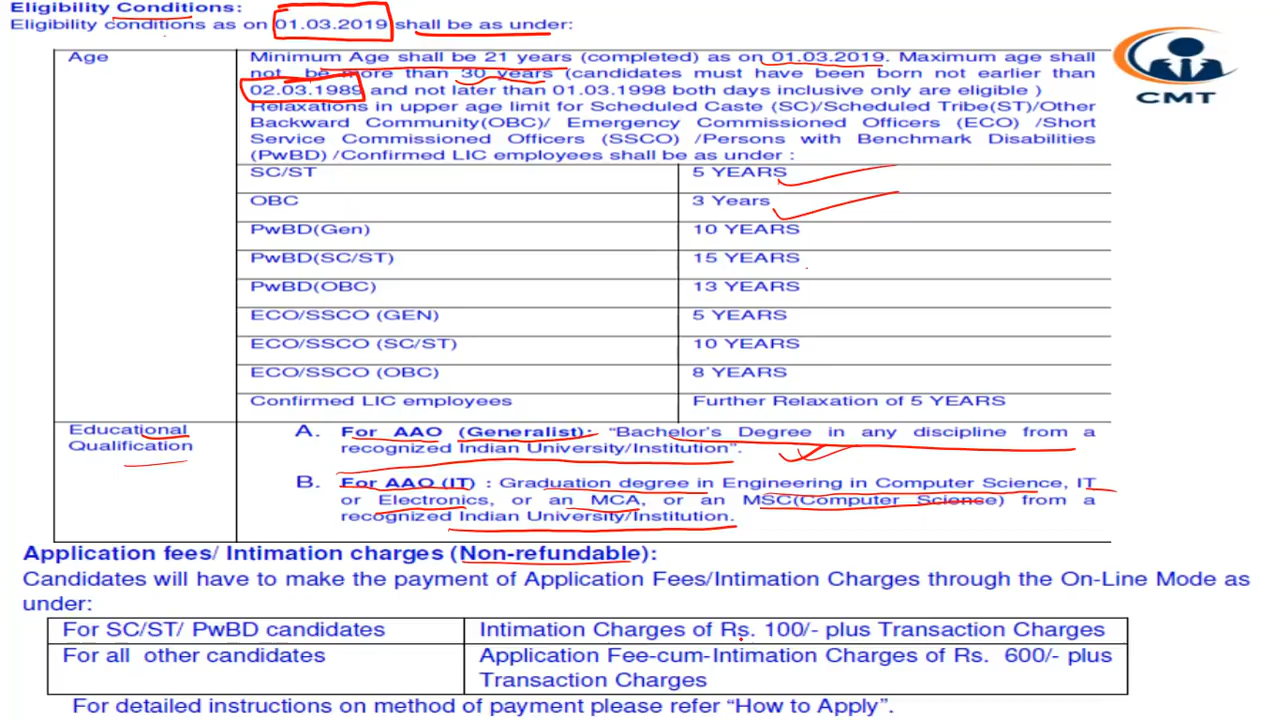 Eligibility Conditions:
Eligibility conditions as on 01.03.2019 shall be as under:
CMT
Age
Minimum Age shall be 21 years (completed) as on 01.03.2019. Maximum age shall
not be more than 30 years (candidates must have been born not earlier than
02.03.1989 and not later than 01.03.1998 both days inclusive only are eligible )
Relaxations in upper age limit for Scheduled Caste (SC)/Scheduled Tribe(ST)/Other
Backward Community(OBC)/ Emergency Commissioned Officers (ECO) /Short
Service Commissioned Officers (SSCO) /Persons with Benchmark Disabilities
(PwBD) /Confirmed LIC employees shall be as under :
SC/ST 5 YEARS
OBC 3 Years
PwBD(Gen) 10 YEARS
PwBD(SC/ST) 15 YEARS
PwBD(OBC) 13 YEARS
ECO/SSCO (GEN) 5 YEARS
ECO/SSCO (SC/ST) 10 YEARS
ECO/SSCO (OBC) 8 YEARS
Confirmed LIC employees Further Relaxation of 5 YEARS
Educational
Qualification
A. For AAO (Generalist): "Bachelor's Degree in any discipline from a
recognized Indian University/Institution".
B. For AAO (IT) : Graduation degree in Engineering in Computer Science, IT
or Electronics, or an MCA, or an MSC(Computer Science) from a
recognized Indian University/Institution.
Application fees/ Intimation charges (Non-refundable):
Candidates will have to make the payment of Application Fees/Intimation Charges through the On-Line Mode as
under:
For SC/ST/ PwBD candidates Intimation Charges of Rs. 100/- plus Transaction Charges
For all other candidates Application Fee-cum-Intimation Charges of Rs. 600/- plus
Transaction Charges
For detailed instructions on method of payment please refer "How to Apply".